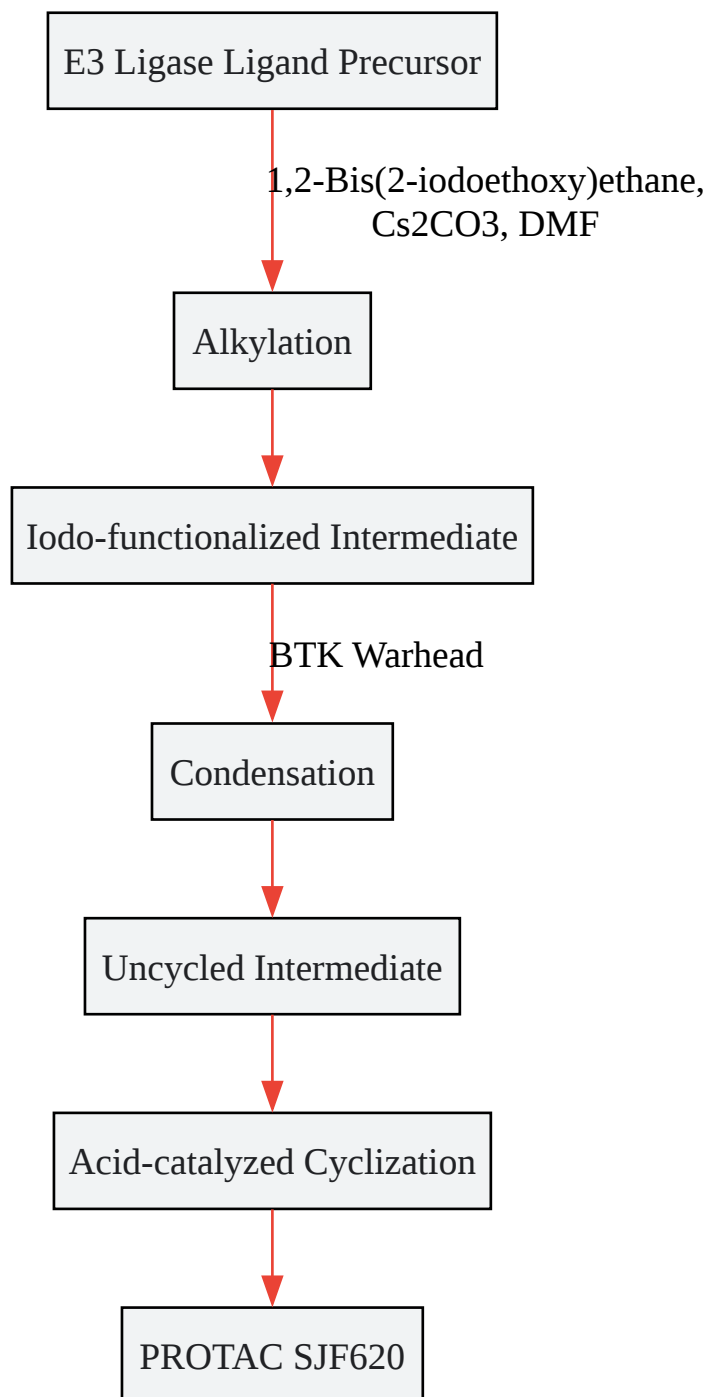 E3 Ligase Ligand Precursor
1,2-Bis(2-iodoethoxy)ethane,
Cs2CO3, DMF
Alkylation
Iodo-functionalized Intermediate
BTK Warhead
Condensation
Uncycled Intermediate
Acid-catalyzed Cyclization
PROTAC SJF620